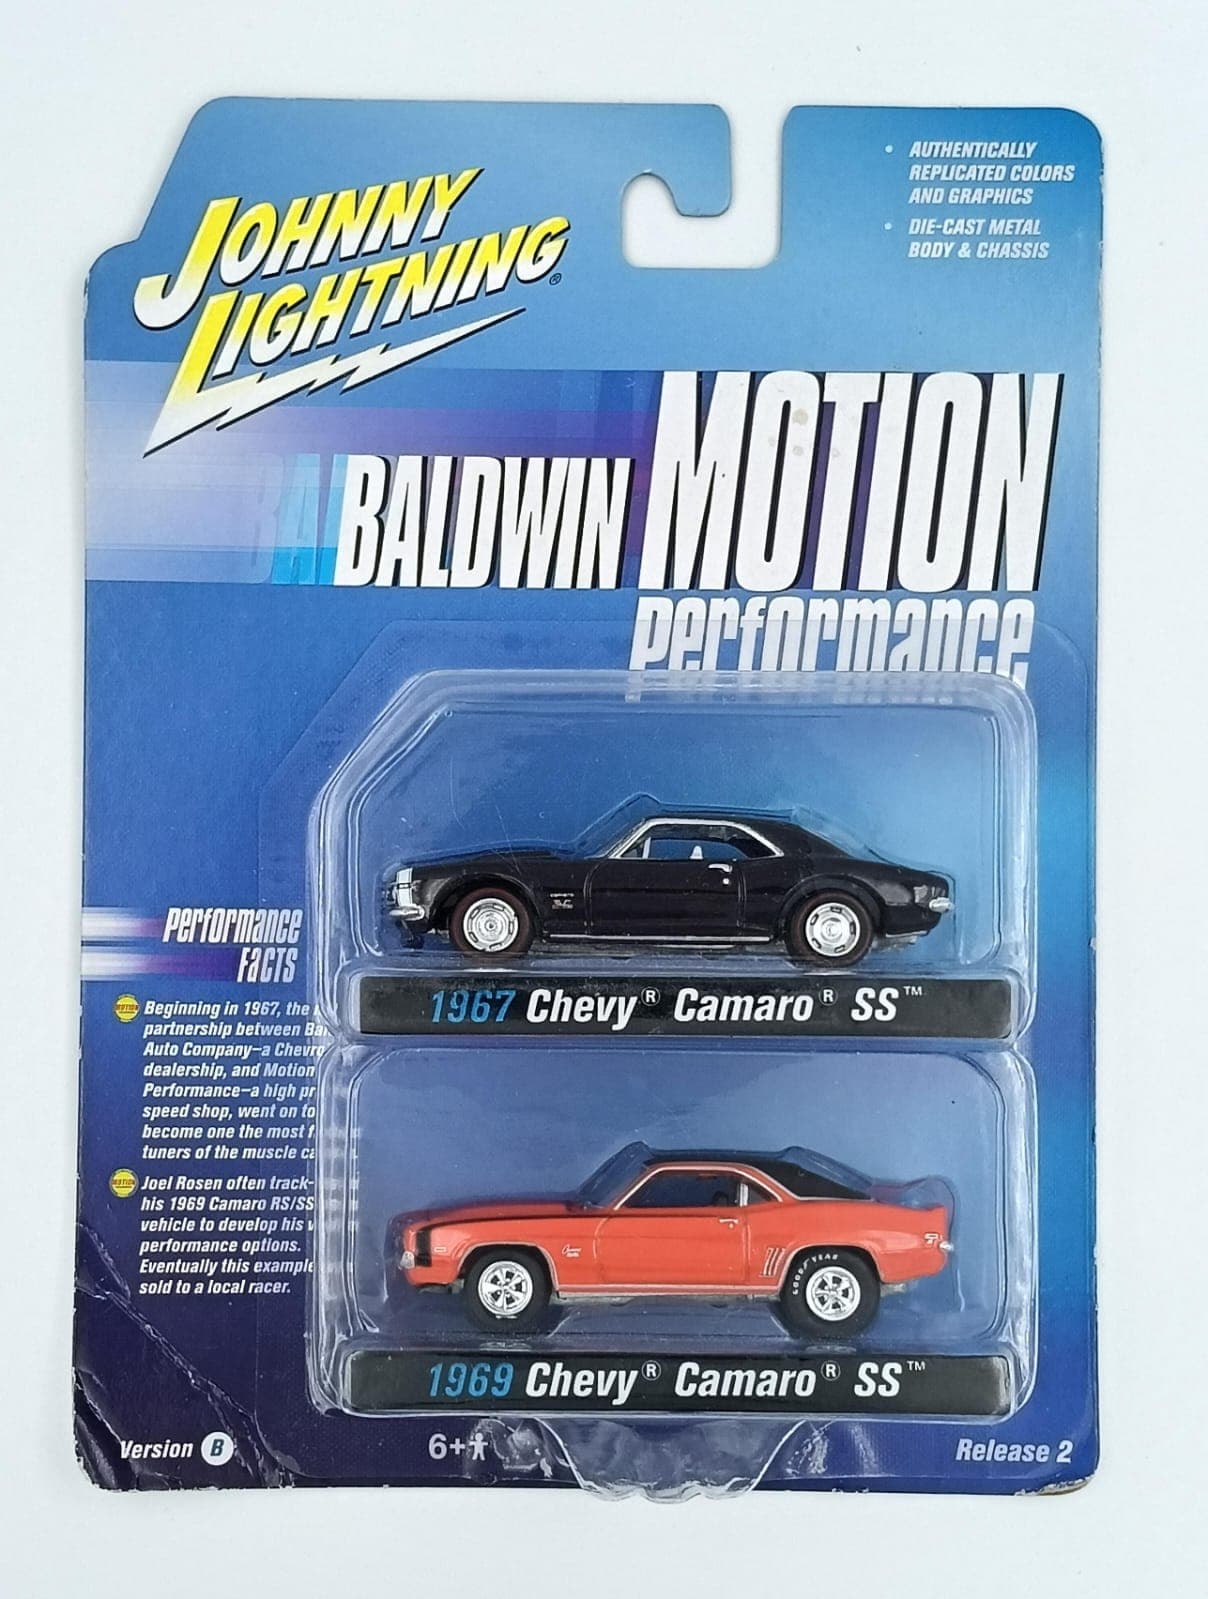 JOHNNY
LIGHTNING®
• AUTHENTICALLY
REPLICATED COLORS
AND GRAPHICS
• DIE-CAST METAL
BODY & CHASSIS
BALDWIN MOTION
Performance
Performance
Facts
Beginning in 1967, the
partnership between
Auto Company—a
dealership, and Motion
Performance—a high
speed shop, went on to
become one the most
tuners of the muscle
Joel Rosen often track-
his 1969 Camaro RS/SS
vehicle to develop his
performance options.
Eventually this example
sold to a local racer.
1967 Chevy® Camaro® SS™
GOODYEAR
1969 Chevy® Camaro® SS™
Version B
6+
Release 2